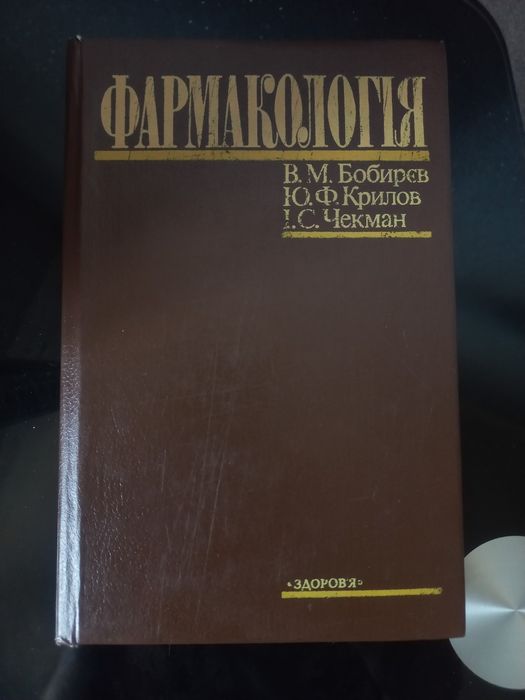 ФАРМАКОЛОГІЯ
В. М. Бобирєв
Ю. Ф. Крилов
І. С. Чекман
«ЗДОРОВ'Я»